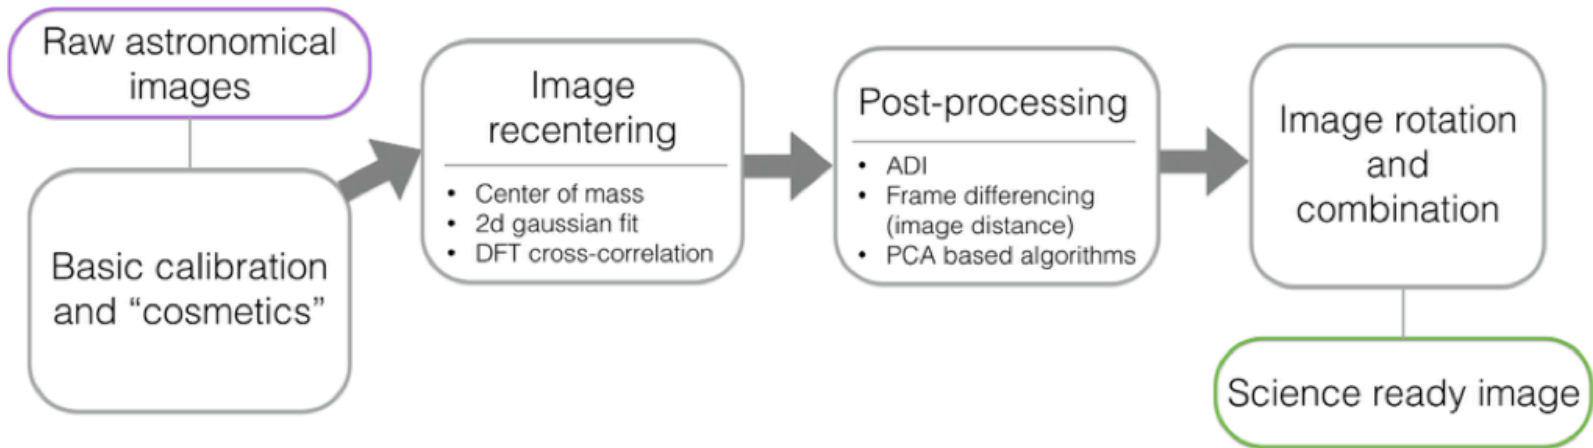 Raw astronomical
images
Basic calibration
and “cosmetics”
Image
recentering
• Center of mass
• 2d gaussian fit
• DFT cross-correlation
Post-processing
• ADI
• Frame differencing
(image distance)
• PCA based algorithms
Image rotation
and
combination
Science ready image